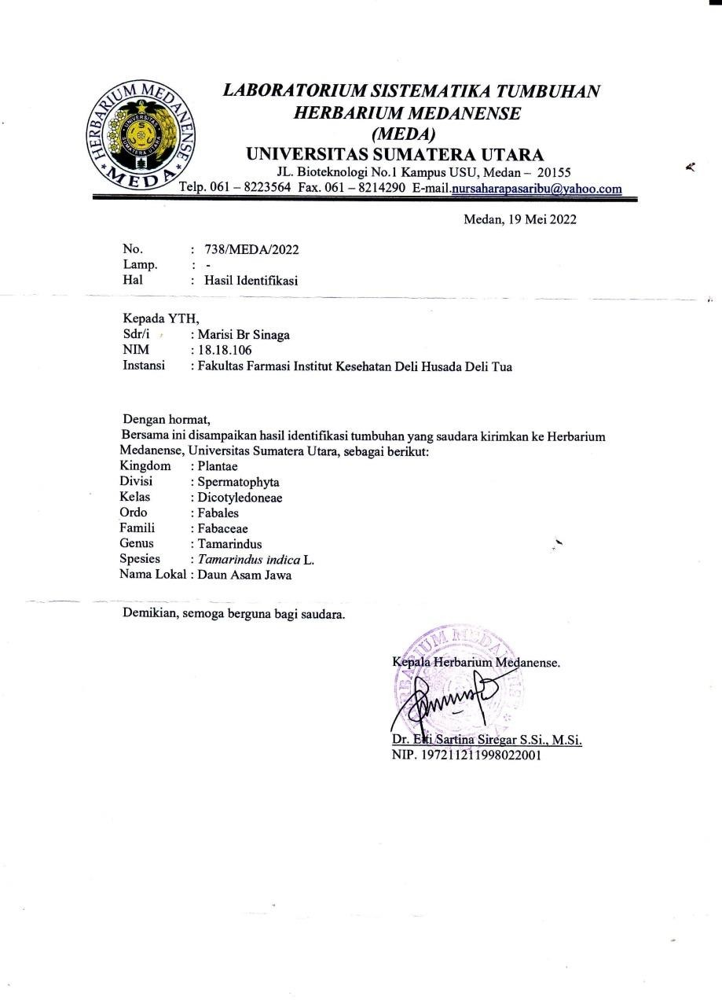 HERBARIUM MEDANENSE
UNIVERSITAS SUMATERA UTARA
MEDA
LABORATORIUM SISTEMATIKA TUMBUHAN
HERBARIUM MEDANENSE
(MEDA)
UNIVERSITAS SUMATERA UTARA
JL. Bioteknologi No.1 Kampus USU, Medan – 20155
Telp. 061 – 8223564 Fax. 061 – 8214290 E-mail.nursaharapasaribu@yahoo.com
Medan, 19 Mei 2022
No. : 738/MEDA/2022
Lamp. : -
Hal : Hasil Identifikasi
Kepada YTH,
Sdr/i : Marisi Br Sinaga
NIM : 18.18.106
Instansi : Fakultas Farmasi Institut Kesehatan Deli Husada Deli Tua
Dengan hormat,
Bersama ini disampaikan hasil identifikasi tumbuhan yang saudara kirimkan ke Herbarium
Medanense, Universitas Sumatera Utara, sebagai berikut:
Kingdom : Plantae
Divisi : Spermatophyta
Kelas : Dicotyledoneae
Ordo : Fabales
Famili : Fabaceae
Genus : Tamarindus
Spesies : Tamarindus indica L.
Nama Lokal : Daun Asam Jawa
Demikian, semoga berguna bagi saudara.
Kepala Herbarium Medanense.
Dr. Etti Sartina Siregar S.Si., M.Si.
NIP. 197211211998022001